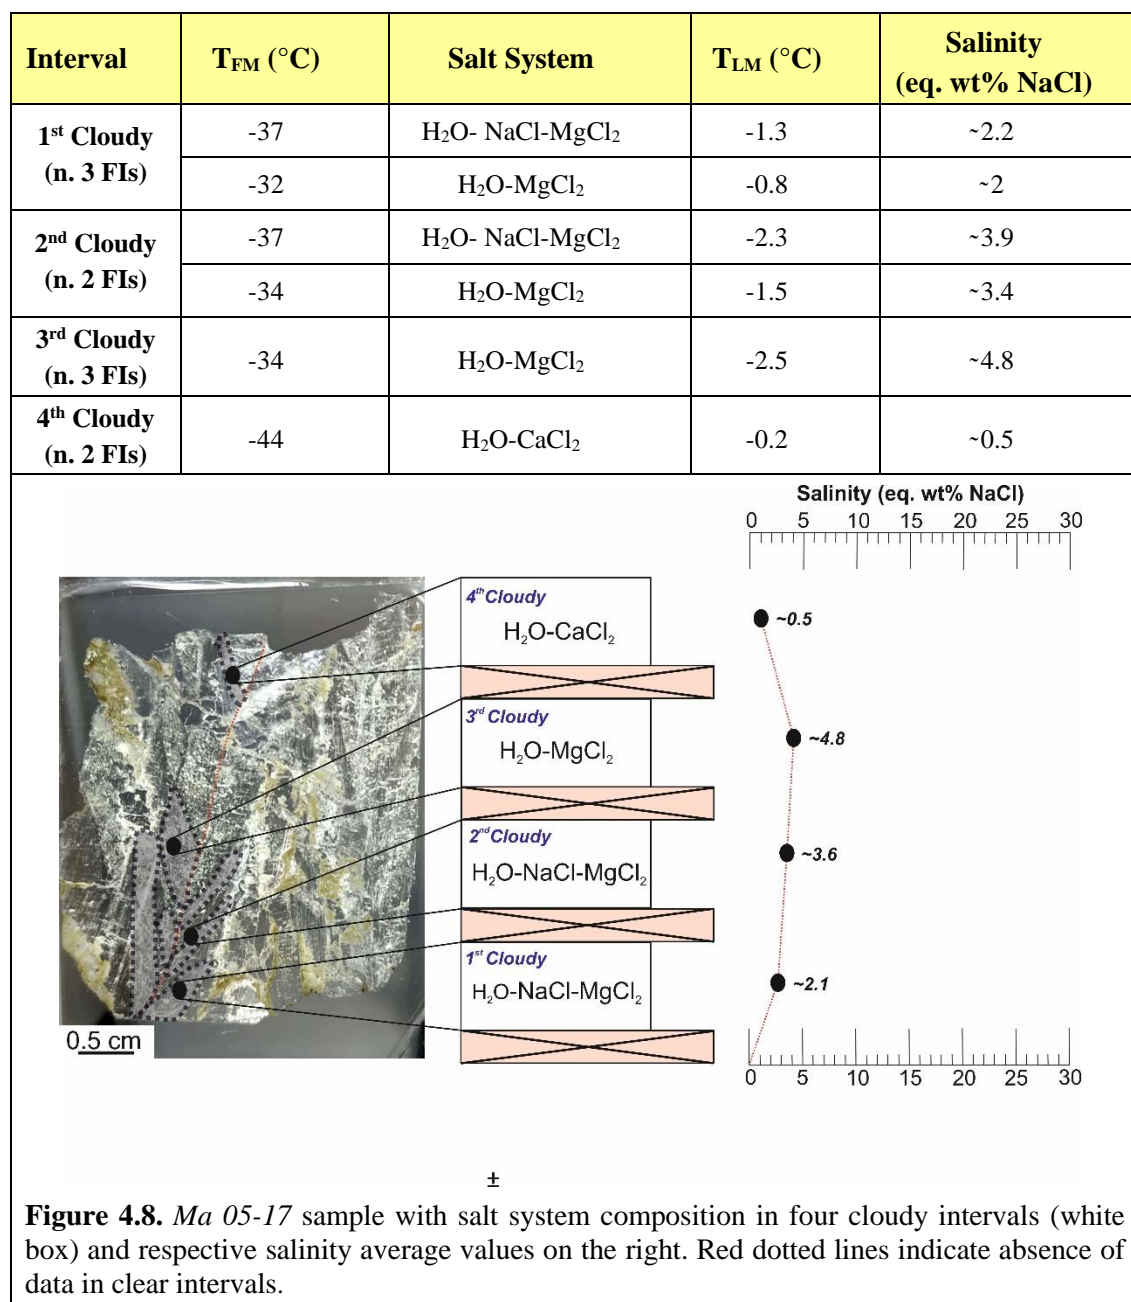 Interval T_FM (°C) Salt System T_LM (°C) Salinity (eq. wt% NaCl)
1st Cloudy (n. 3 FIs) -37 H₂O- NaCl-MgCl₂ -1.3 ~2.2
-32 H₂O-MgCl₂ -0.8 ~2
2nd Cloudy (n. 2 FIs) -37 H₂O- NaCl-MgCl₂ -2.3 ~3.9
-34 H₂O-MgCl₂ -1.5 ~3.4
3rd Cloudy (n. 3 FIs) -34 H₂O-MgCl₂ -2.5 ~4.8
4th Cloudy (n. 2 FIs) -44 H₂O-CaCl₂ -0.2 ~0.5
Salinity (eq. wt% NaCl)
0 5 10 15 20 25 30
4th Cloudy
H₂O-CaCl₂
~0.5
3rd Cloudy
H₂O-MgCl₂
~4.8
2nd Cloudy
H₂O-NaCl-MgCl₂
~3.6
1st Cloudy
H₂O-NaCl-MgCl₂
~2.1
0.5 cm
0 5 10 15 20 25 30
±
Figure 4.8. Ma 05-17 sample with salt system composition in four cloudy intervals (white
box) and respective salinity average values on the right. Red dotted lines indicate absence of
data in clear intervals.